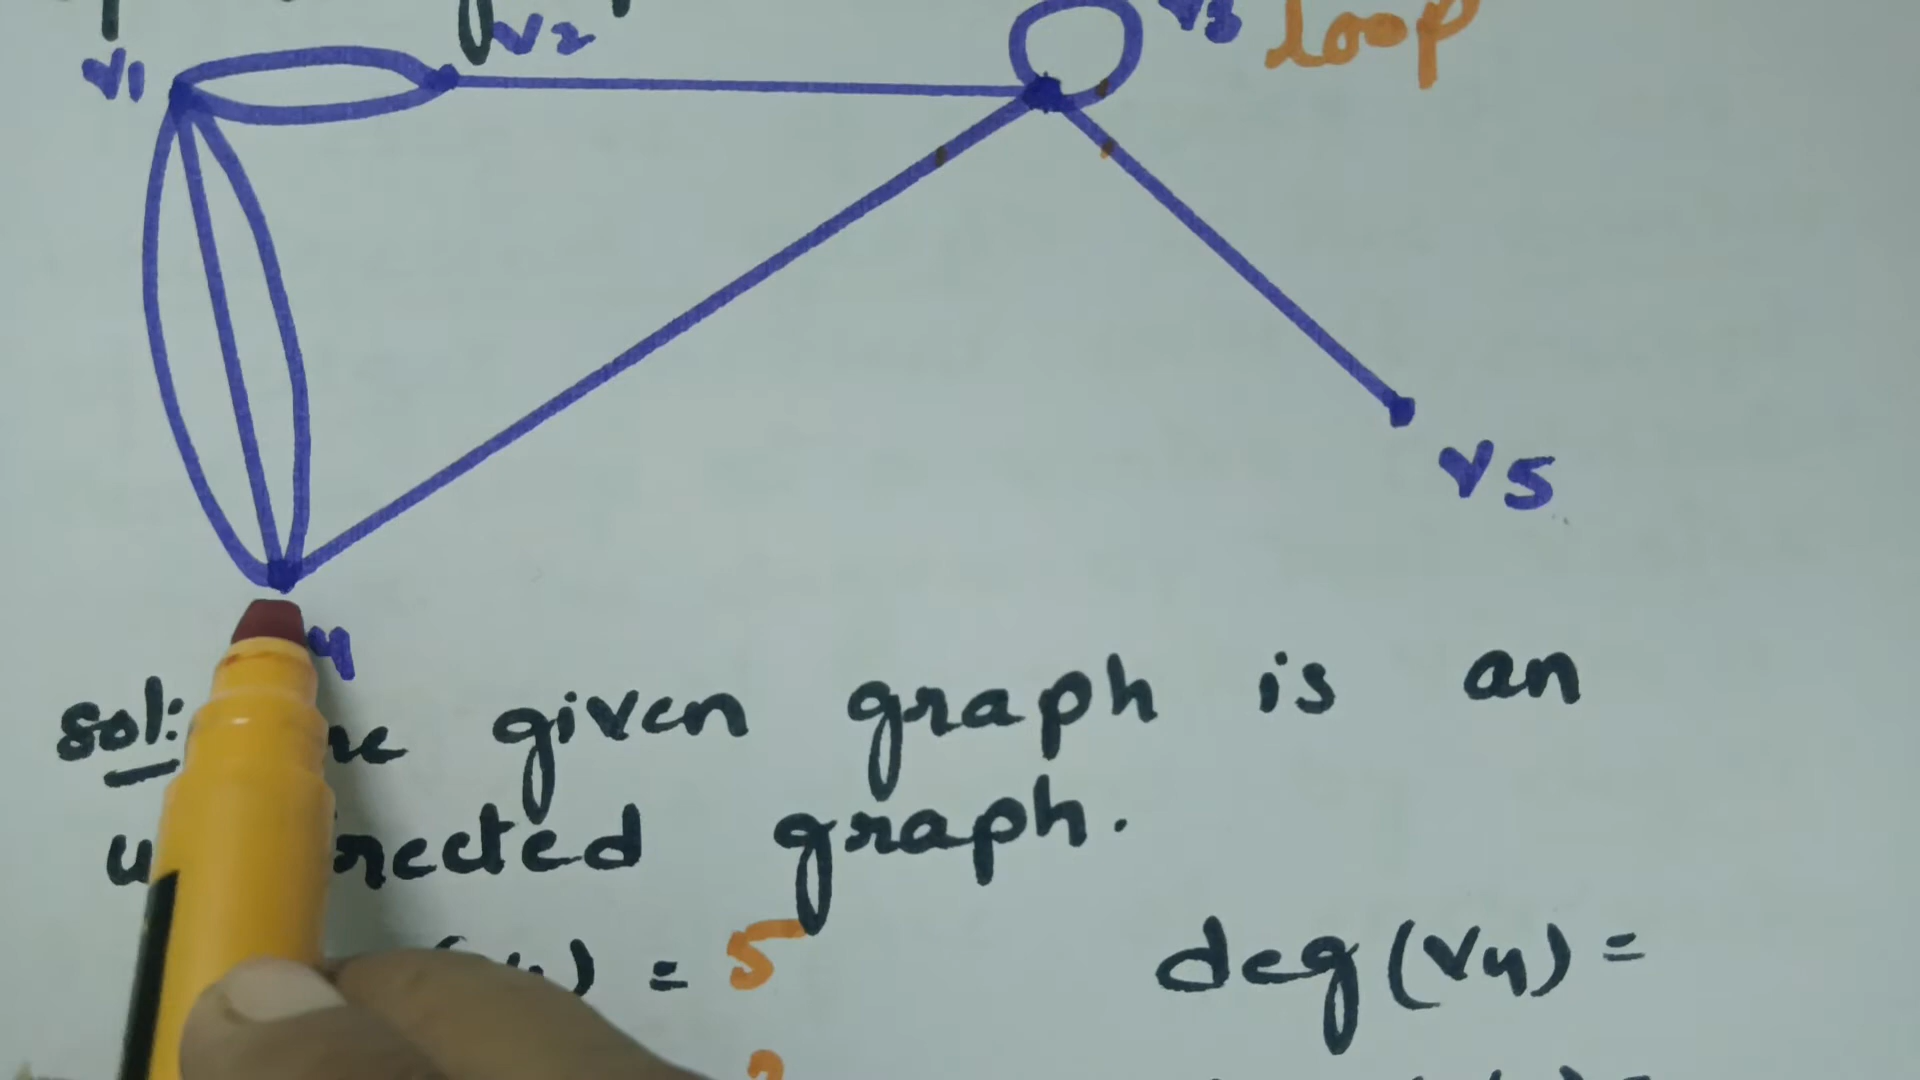 v1 v2 v3 Loop
v5
sol: given graph is an
graph.
= 5 deg(v4) =